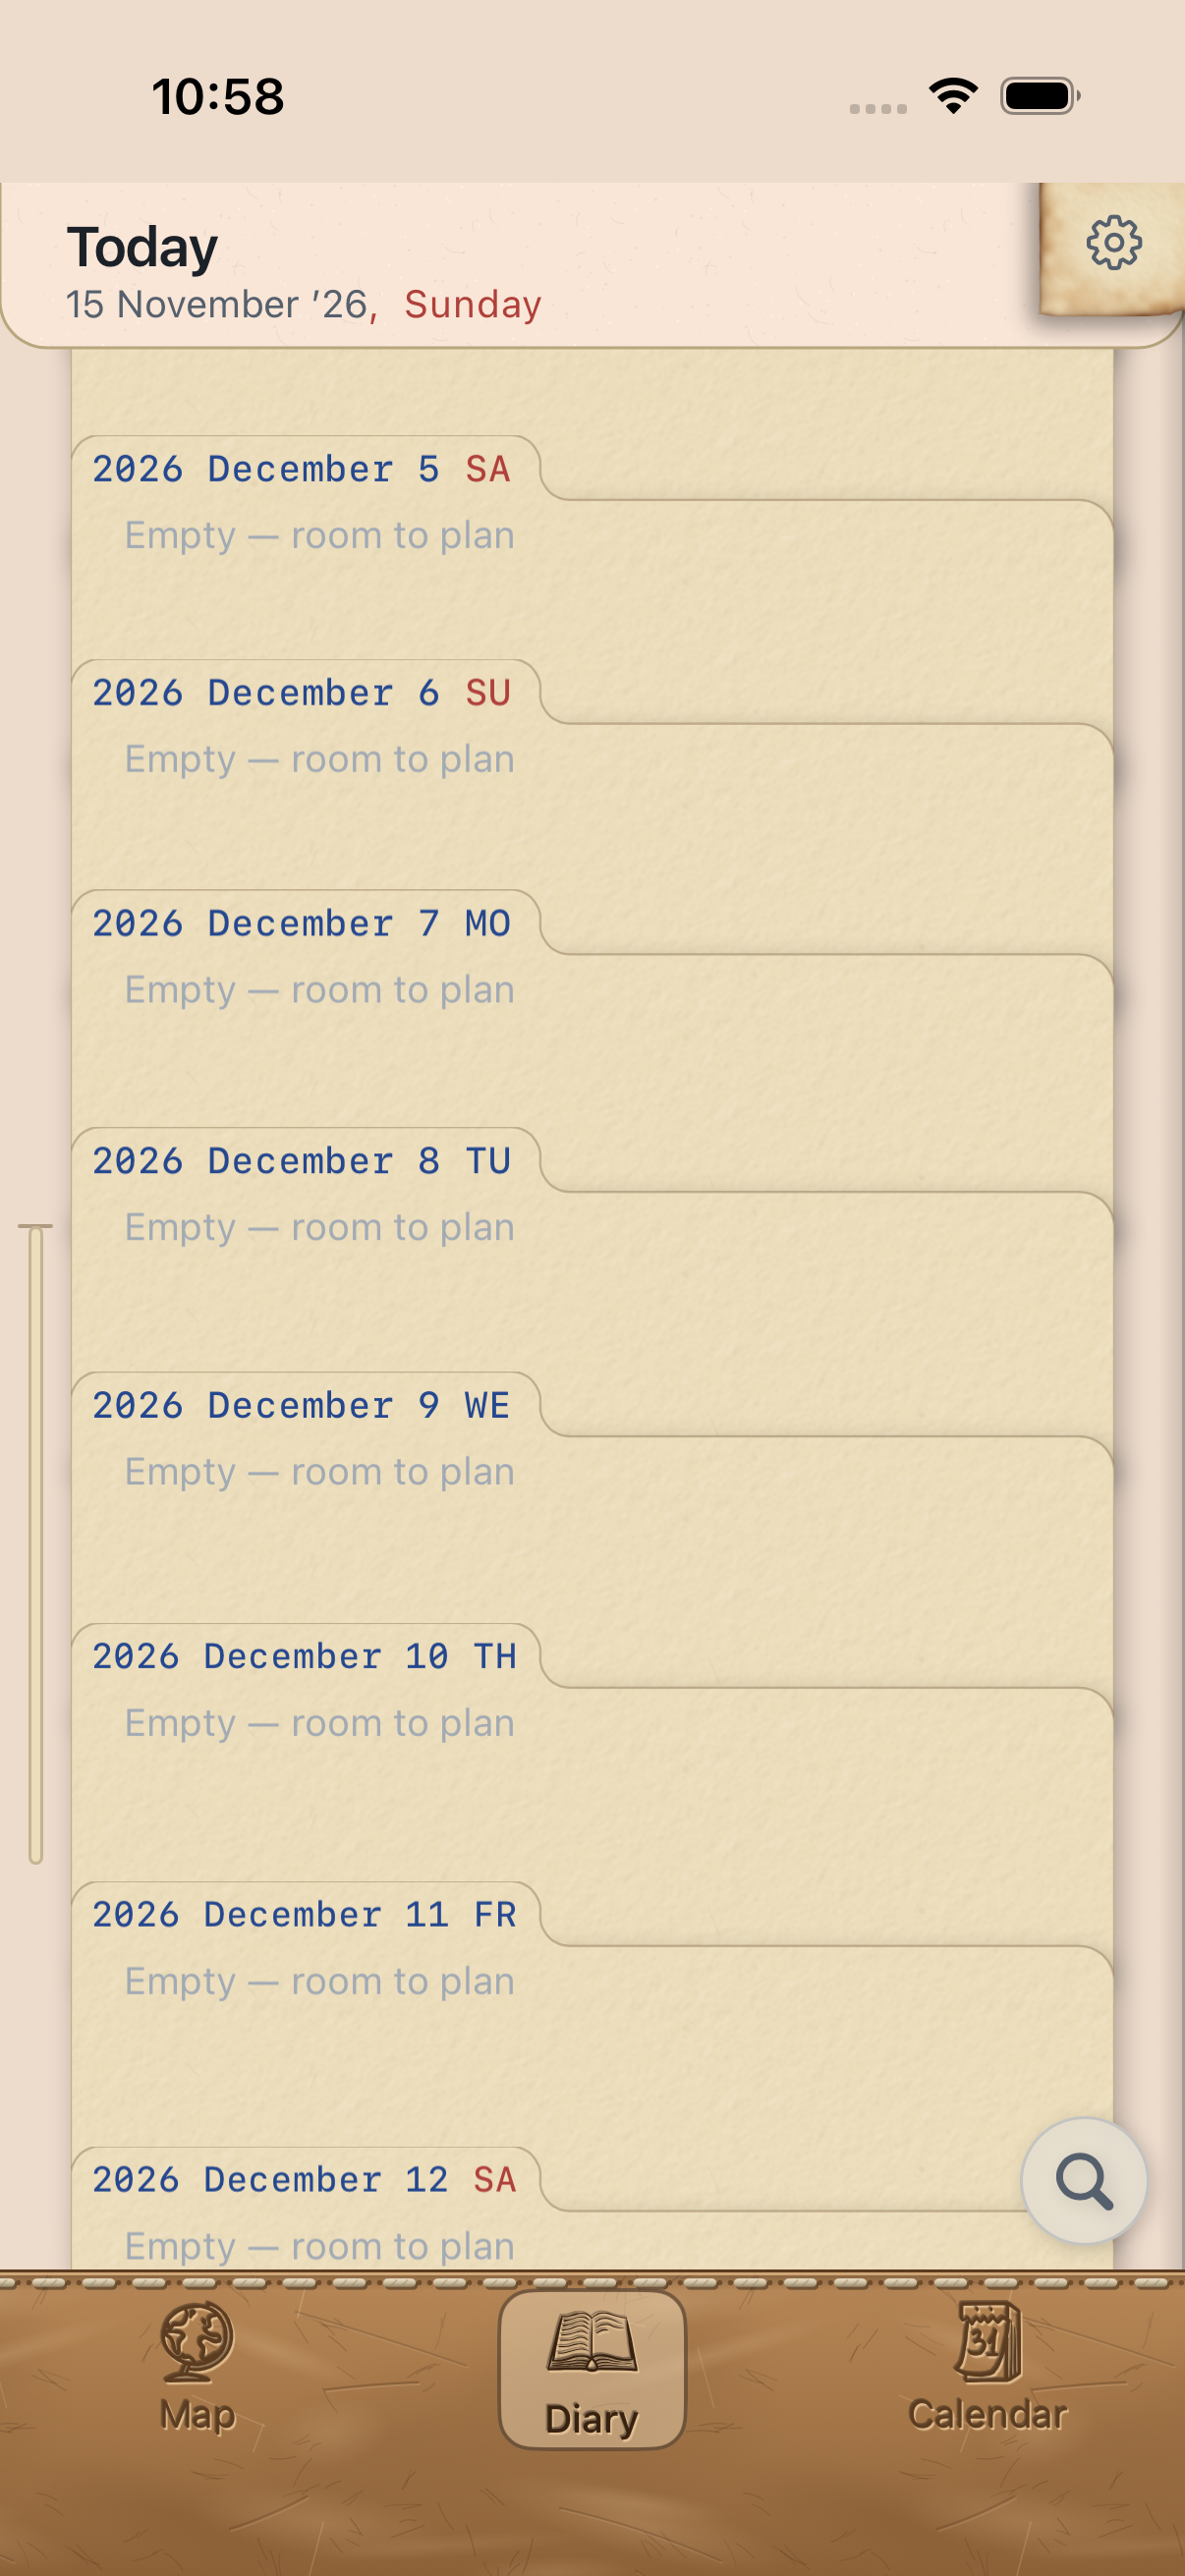 10:58
Today
15 November ’26, Sunday
2026 December 5 SA
Empty — room to plan
2026 December 6 SU
Empty — room to plan
2026 December 7 MO
Empty — room to plan
2026 December 8 TU
Empty — room to plan
2026 December 9 WE
Empty — room to plan
2026 December 10 TH
Empty — room to plan
2026 December 11 FR
Empty — room to plan
2026 December 12 SA
Empty — room to plan
31
Map
Diary
Calendar